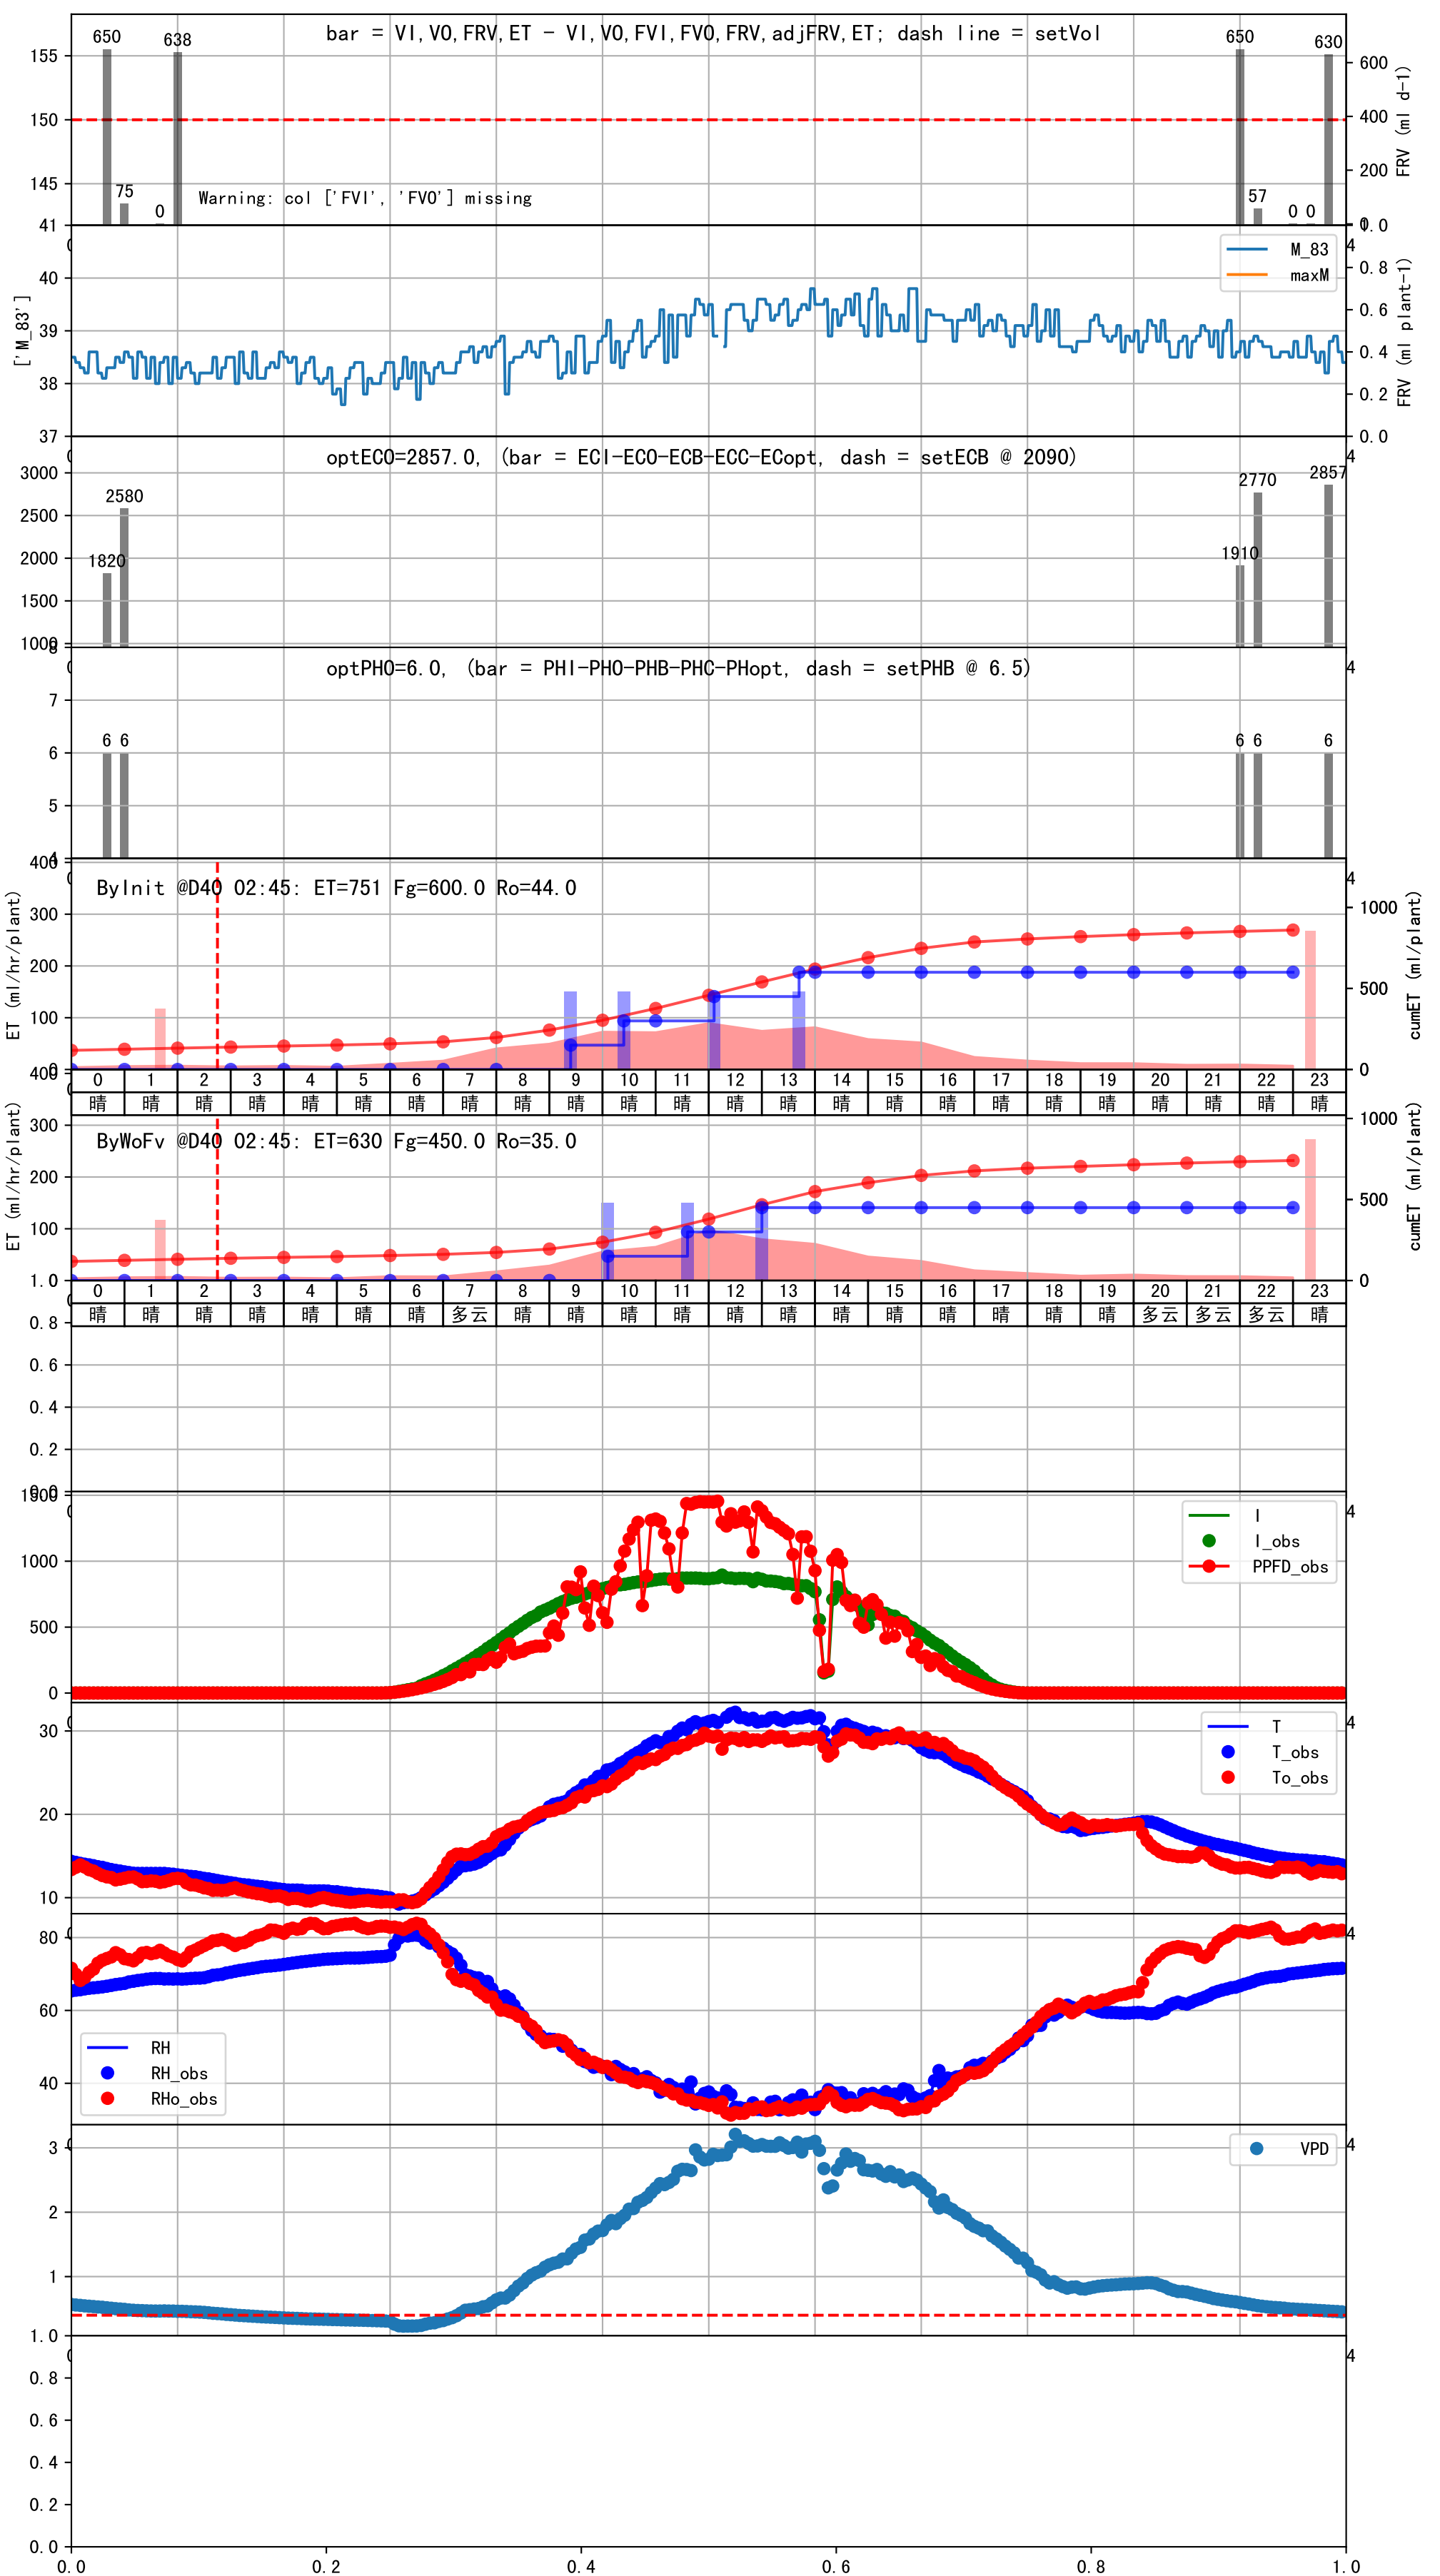 bar = VI,VO,FRV,ET - VI,VO,FVI,FVO,FRV,adjFRV,ET; dash line = setVol
650 638 650 630
155 600
150 400
145 75 Warning: col ['FVI', 'FVO'] missing 57 200
0 0 0
FRV (ml d-1)
41 1.0
M_83
maxM
40 0.8
39 0.6
38 0.4
0.2
37 0.0
['M_83']
FRV (ml plant-1)
optECO=2857.0, (bar = ECI-ECO-ECB-ECC-ECopt, dash = setECB @ 2090)
3000 2857
2580 2770
2500
2000
1820 1910
1500
1000
optPHO=6.0, (bar = PHI-PHO-PHB-PHC-PHopt, dash = setPHB @ 6.5)
7
6 6 6 6 6 6
5
4
400
ByInit @D40 02:45: ET=751 Fg=600.0 Ro=44.0
300 1000
200
100 500
0 0
ET (ml/hr/plant)
cumET (ml/plant)
0 1 2 3 4 5 6 7 8 9 10 11 12 13 14 15 16 17 18 19 20 21 22 23
晴 晴 晴 晴 晴 晴 晴 晴 晴 晴 晴 晴 晴 晴 晴 晴 晴 晴 晴 晴 晴 晴 晴 晴
400
ByWoFv @D40 02:45: ET=630 Fg=450.0 Ro=35.0
300 1000
200 500
100
0
ET (ml/hr/plant)
cumET (ml/plant)
0 1 2 3 4 5 6 7 8 9 10 11 12 13 14 15 16 17 18 19 20 21 22 23
晴 晴 晴 晴 晴 晴 晴 多云 晴 晴 晴 晴 晴 晴 晴 晴 晴 晴 晴 晴 多云 多云 多云 晴
1.0
0.8
0.6
0.4
0.2
0.0
1500
I
I_obs
PPFD_obs
1000
500
0
T
T_obs
To_obs
30
20
10
80
60
40
RH
RH_obs
RHo_obs
VPD
3
2
1
1.0
0.8
0.6
0.4
0.2
0.0
0.0 0.2 0.4 0.6 0.8 1.0